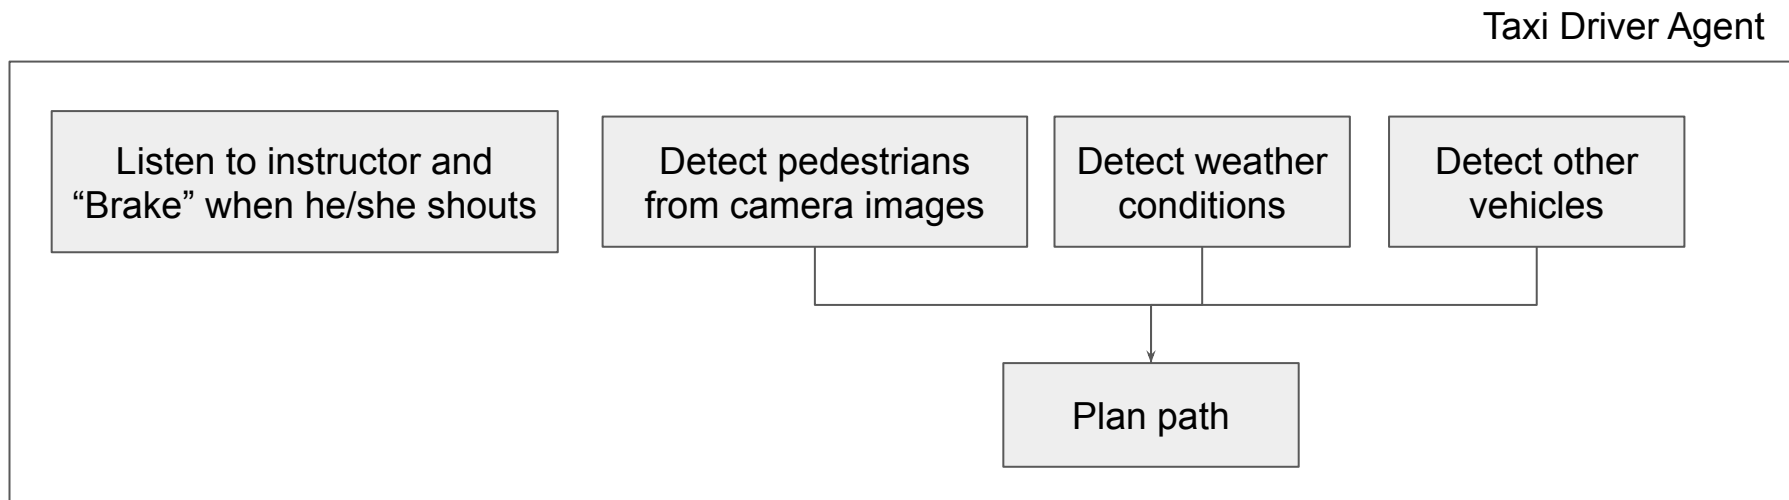 Taxi Driver Agent
Listen to instructor and
“Brake” when he/she shouts
Detect pedestrians
from camera images
Detect weather
conditions
Detect other
vehicles
Plan path